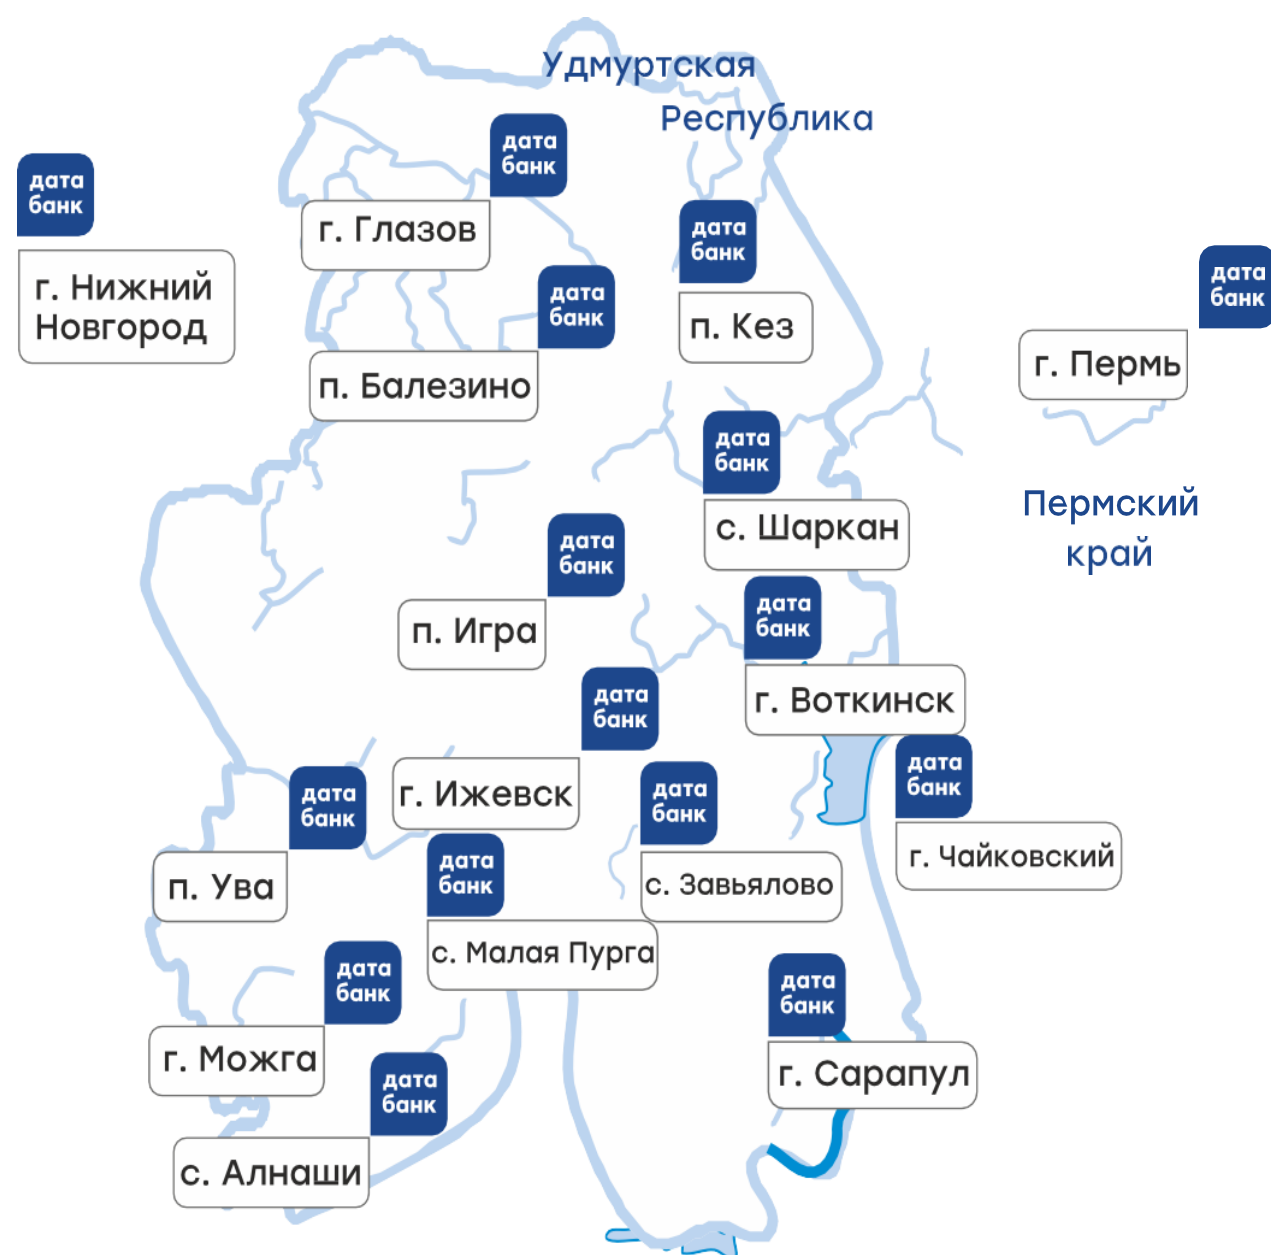 Удмуртская
Республика
дата
банк
г. Глазов
дата
банк
г. Нижний
Новгород
дата
банк
п. Кез
дата
банк
г. Пермь
дата
банк
п. Балезино
дата
банк
с. Шаркан
Пермский
край
дата
банк
п. Игра
дата
банк
г. Воткинск
дата
банк
г. Ижевск
дата
банк
г. Чайковский
дата
банк
с. Завьялово
дата
банк
п. Ува
дата
банк
с. Малая Пурга
дата
банк
г. Можга
дата
банк
г. Сарапул
дата
банк
с. Алнаши